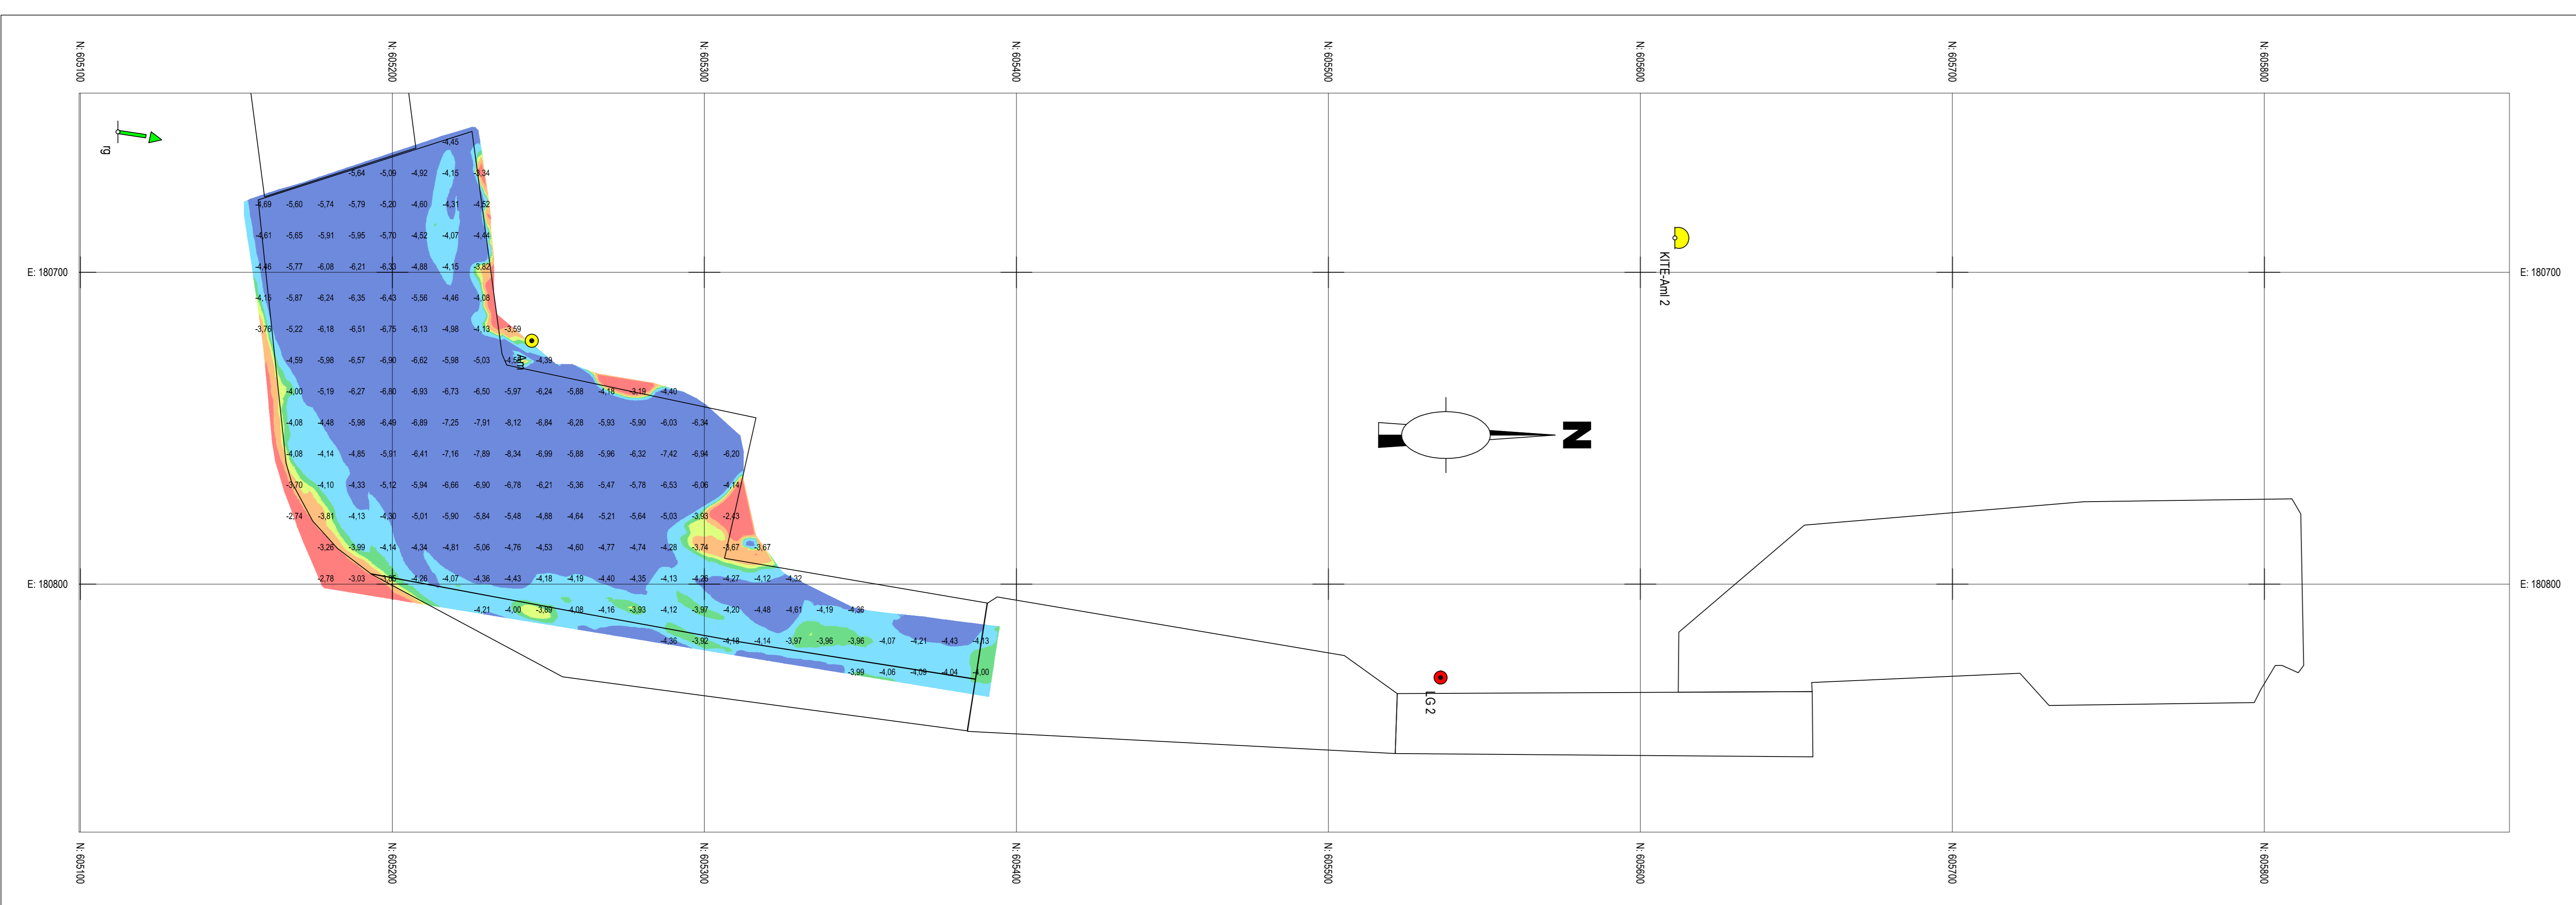 N: 605100 N: 605200 N: 605300 N: 605400 N: 605500 N: 605600 N: 605700 N: 605800
rg
-4,45
-5,64 -5,09 -4,92 -4,15 -3,34
-4,69 -5,60 -5,74 -5,79 -5,20 -4,60 -4,31 -4,52
-4,61 -5,65 -5,91 -5,95 -5,70 -4,52 -4,07 -4,44
KITE-Aml 2
-4,46 -5,77 -6,08 -6,21 -6,33 -4,88 -4,15 -3,82
E: 180700 E: 180700
-4,15 -5,87 -6,24 -6,35 -6,43 -5,56 -4,46 -4,08
-3,76 -5,22 -6,18 -6,51 -6,75 -6,13 -4,98 -4,13 -3,59
-4,59 -5,98 -6,57 -6,90 -6,62 -5,98 -5,03 -4,39
Am
-4,00 -5,19 -6,27 -6,80 -6,93 -6,73 -6,50 -5,97 -6,24 -5,88 -4,18 -3,19 -4,40
-4,08 -4,48 -5,98 -6,49 -6,89 -7,25 -7,91 -8,12 -6,84 -6,28 -5,93 -5,90 -6,03 -6,34
N
-4,08 -4,14 -4,85 -5,91 -6,41 -7,16 -7,89 -8,34 -6,99 -5,88 -5,96 -6,32 -7,42 -6,94 -6,20
-3,70 -4,10 -4,33 -5,12 -5,94 -6,66 -6,90 -6,78 -6,21 -5,36 -5,47 -5,78 -6,53 -6,06 -4,14
-2,74 -3,81 -4,13 -4,30 -5,01 -5,90 -5,84 -5,48 -4,88 -4,64 -5,21 -5,64 -5,03 -3,93 -2,43
-3,26 -3,99 -4,14 -4,34 -4,81 -5,06 -4,76 -4,53 -4,60 -4,77 -4,74 -4,28 -3,74 -3,67 -3,67
-2,78 -3,03 -3,85 -4,26 -4,07 -4,36 -4,43 -4,18 -4,19 -4,40 -4,35 -4,13 -4,26 -4,27 -4,12 -4,32
E: 180800 E: 180800
-4,21 -4,00 -3,89 -4,08 -4,16 -3,93 -4,12 -3,97 -4,20 -4,48 -4,61 -4,19 -4,36
-4,36 -3,92 -4,18 -4,14 -3,97 -3,96 -3,96 -4,07 -4,21 -4,43 -4,13
-3,99 -4,06 -4,09 -4,04 -4,00
LG 2
N: 605100 N: 605200 N: 605300 N: 605400 N: 605500 N: 605600 N: 605700 N: 605800